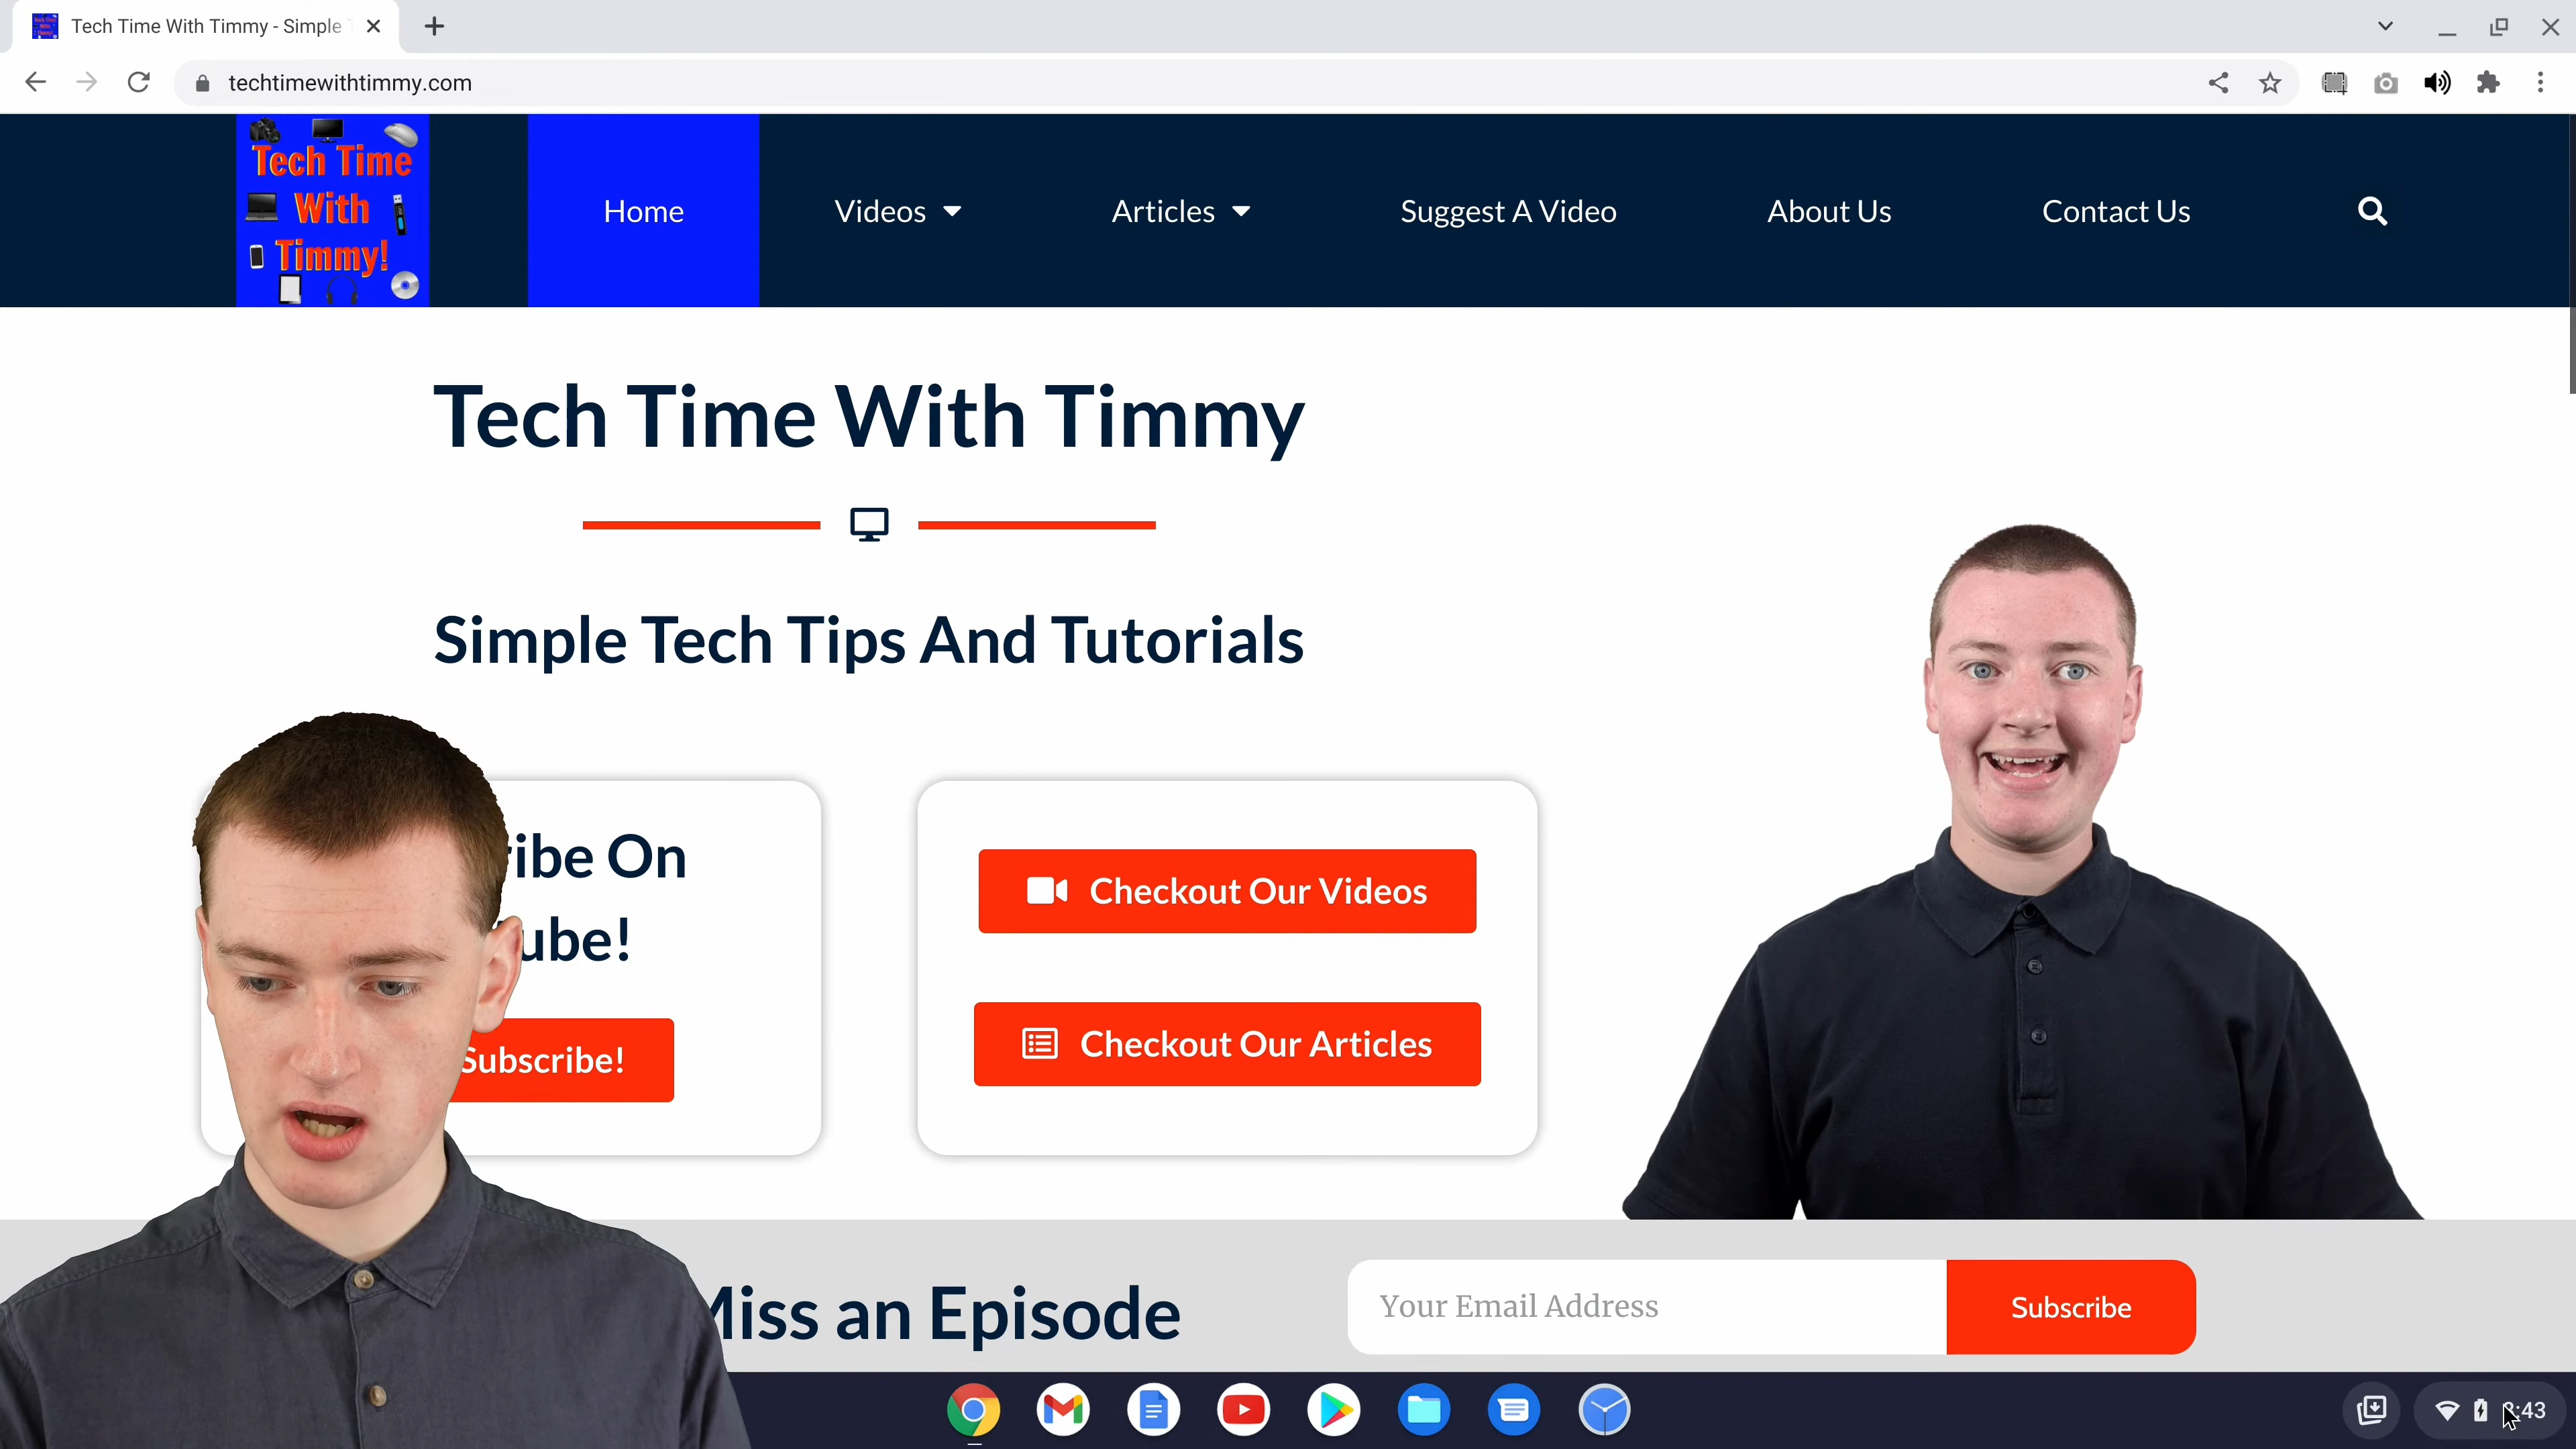 Tech Time With Timmy - Simple
techtimewithtimmy.com
Tech Time
With
Timmy!
Home
Videos
Articles
Suggest A Video
About Us
Contact Us
Tech Time With Timmy
Simple Tech Tips And Tutorials
On
Subscribe!
Checkout Our Videos
Checkout Our Articles
Miss an Episode
Your Email Address
Subscribe
:43